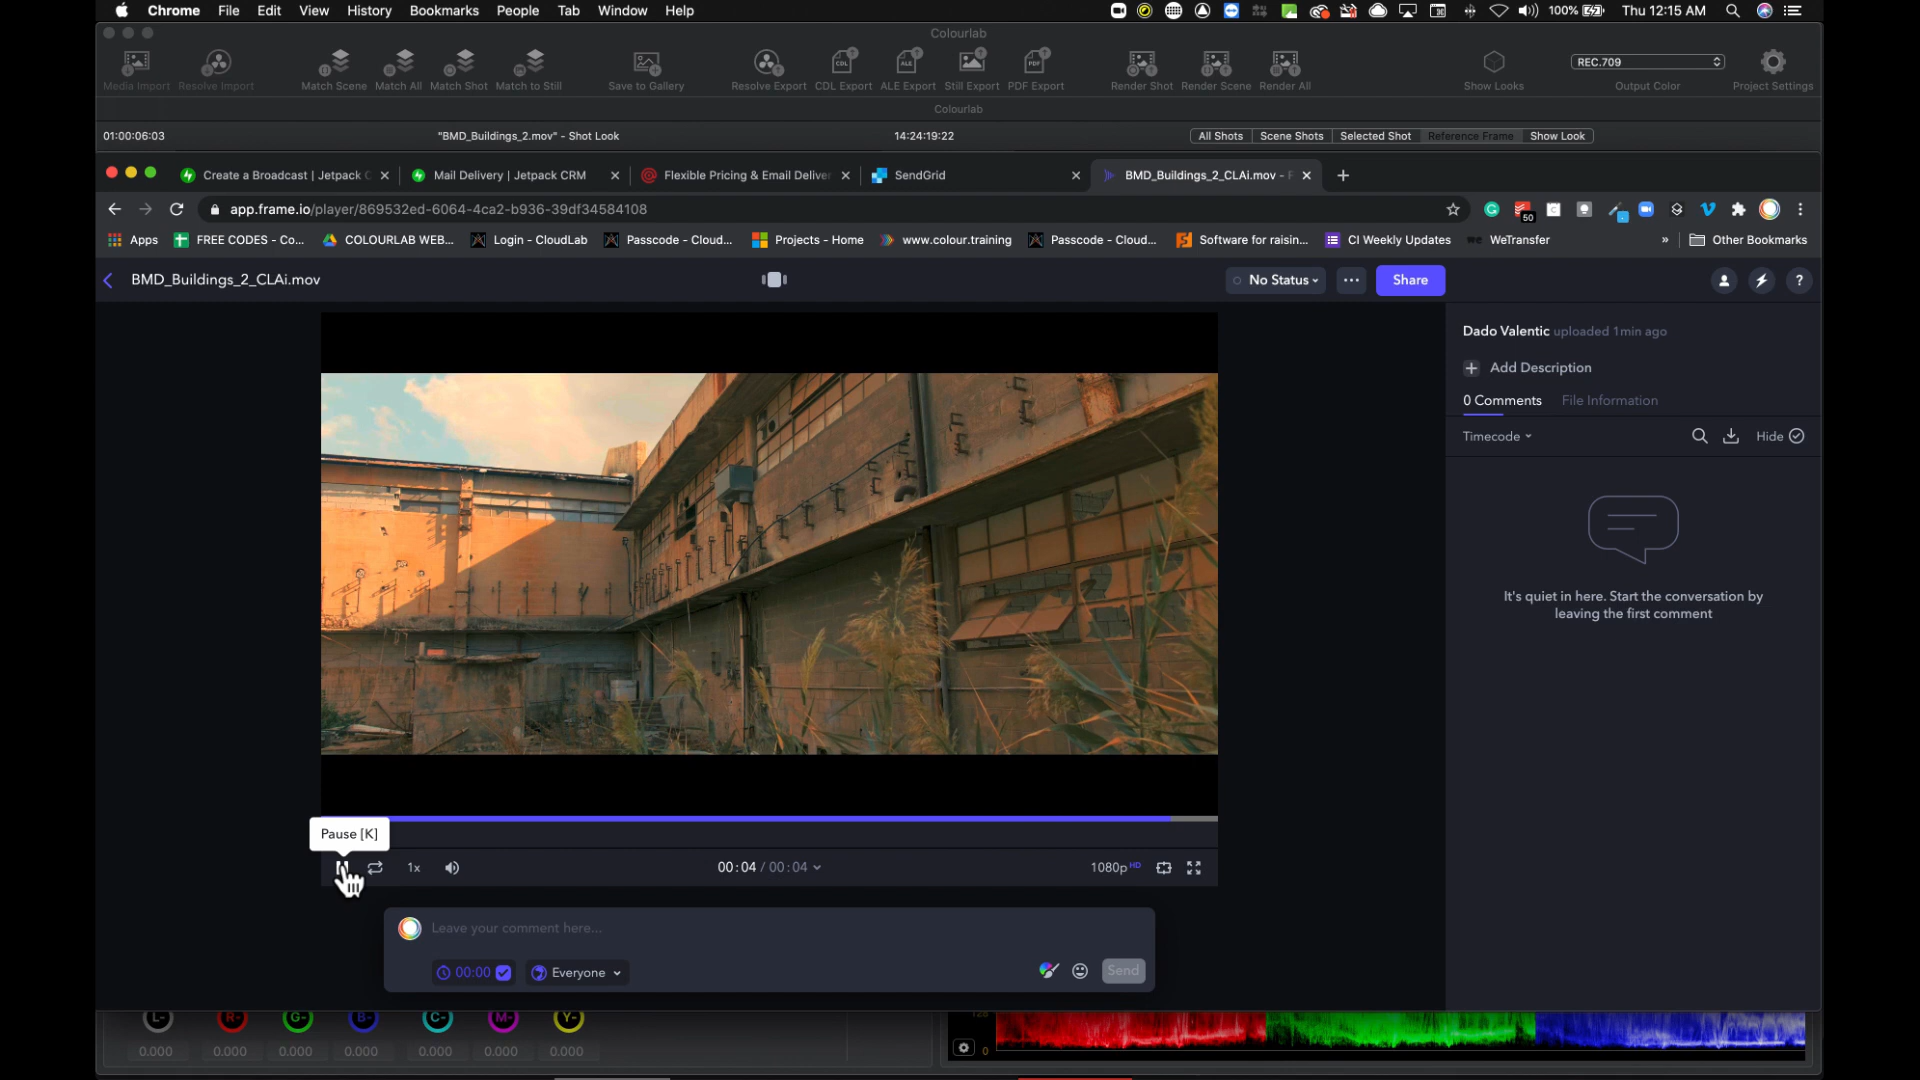 Chrome File Edit View History Bookmarks People Tab Window Help
100% Thu 12:15 AM
Colourlab
Media Import Resolve Import Match Scene Match All Match Shot Match to Still Save to Gallery Resolve Export CDL Export ALE Export Still Export PDF Export Render Shot Render Scene Render All Show Looks REC.709 Output Color Project Settings
Colourlab
01:00:06:03 "BMD_Buildings_2.mov" - Shot Look 14:24:19:22 All Shots Scene Shots Selected Shot Reference Frame Show Look
Create a Broadcast | Jetpack C Mail Delivery | Jetpack CRM Flexible Pricing & Email Deliver SendGrid BMD_Buildings_2_CLAi.mov - F
app.frame.io/player/869532ed-6064-4ca2-b936-39df34584108
50
Apps FREE CODES - Co... COLOURLAB WEB... Login - CloudLab Passcode - Cloud... Projects - Home www.colour.training Passcode - Cloud... Software for raisin... CI Weekly Updates WeTransfer » Other Bookmarks
BMD_Buildings_2_CLAi.mov No Status Share ?
Dado Valentic uploaded 1min ago
Add Description
0 Comments File Information
Timecode Hide
It's quiet in here. Start the conversation by
leaving the first comment
Pause [K]
1x 00:04 / 00:04 1080p HD
Leave your comment here...
00:00 Everyone Send
L- R- G- B- C- M- Y-
0.000 0.000 0.000 0.000 0.000 0.000 0.000
128
0